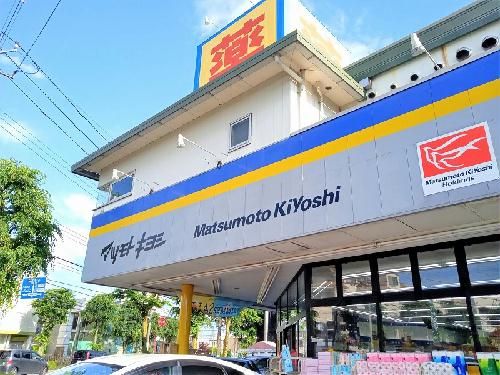 薬
マツモトキヨシ
Matsumoto KiYoshi
Matsumoto KiYoshi
Holdings